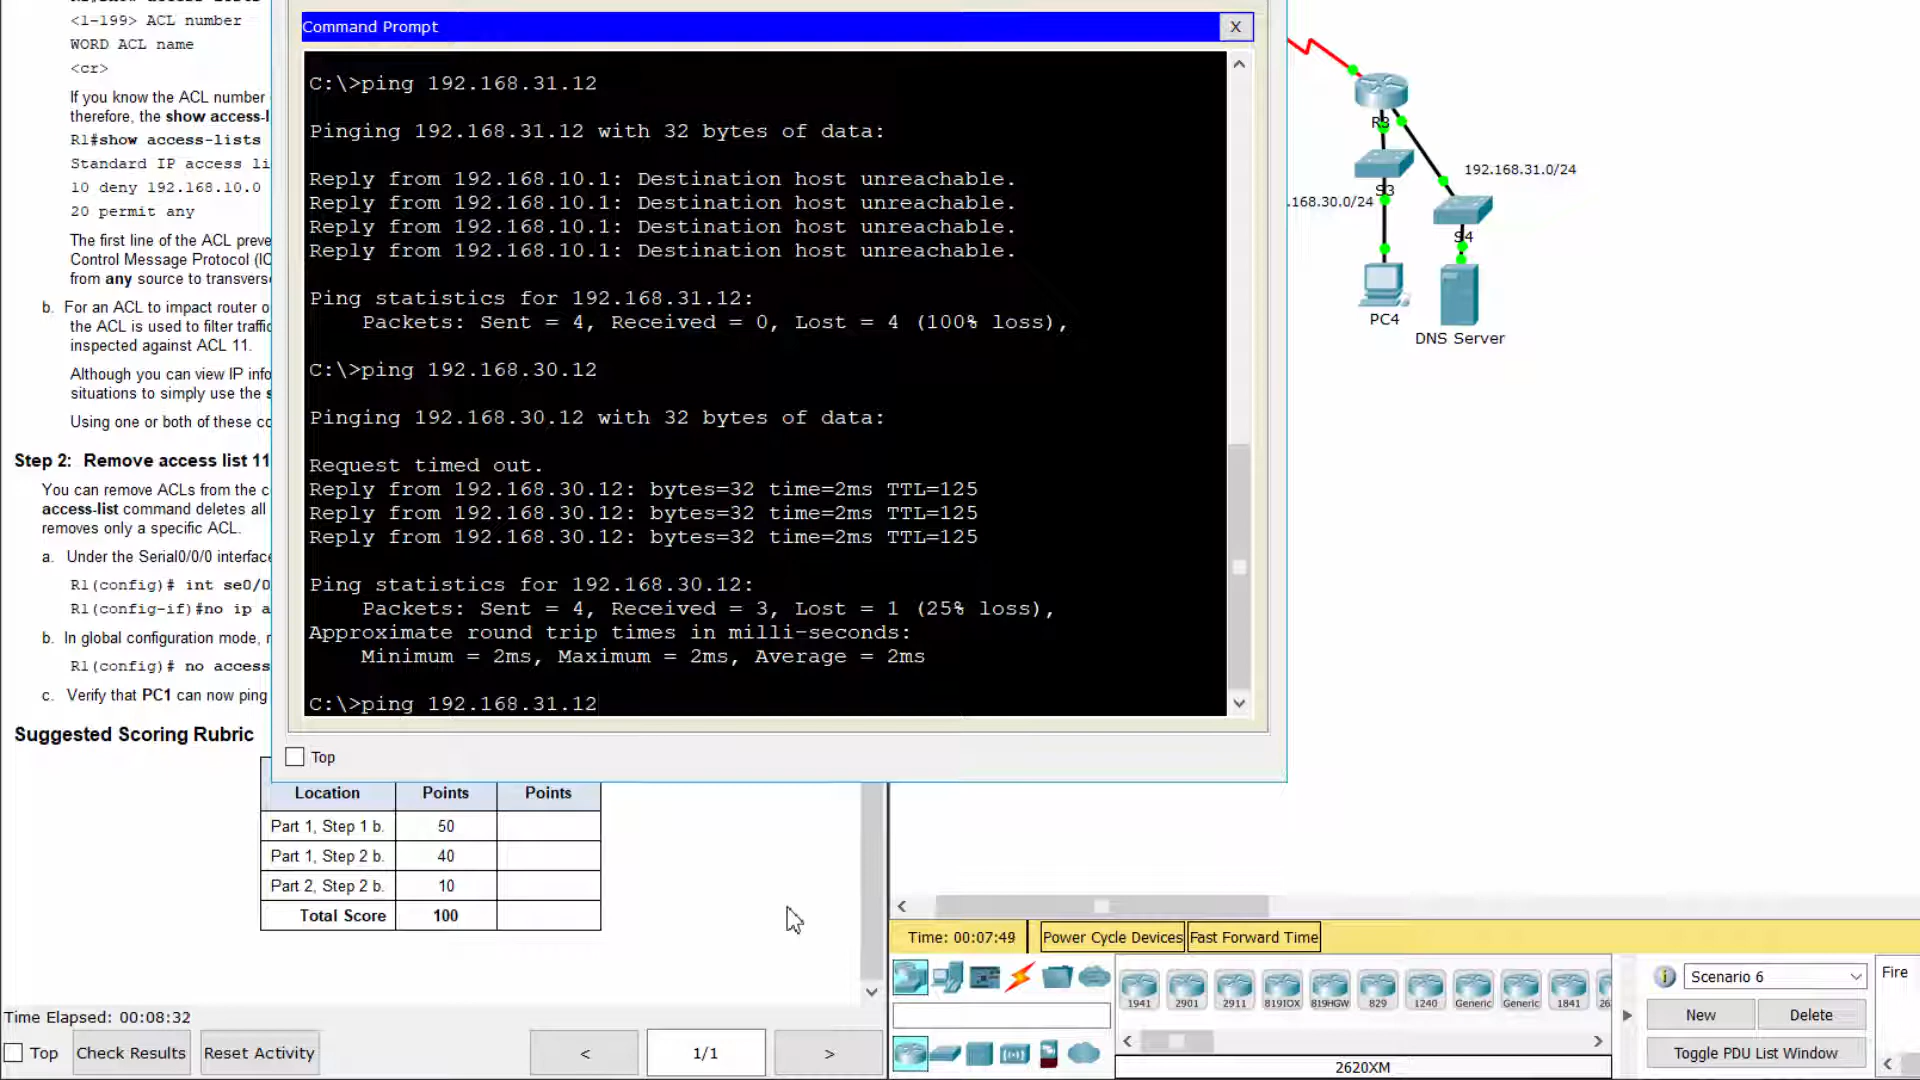 <1-199> ACL number
WORD ACL name
<cr>
If you know the ACL number
therefore, the show access-l
R1#show access-lists
Standard IP access li
10 deny 192.168.10.0
20 permit any
The first line of the ACL preve
Control Message Protocol (IC
from any source to transverse
b. For an ACL to impact router o
the ACL is used to filter traffic
inspected against ACL 11.
Although you can view IP info
situations to simply use the s
Using one or both of these co
Step 2: Remove access list 11
You can remove ACLs from the c
access-list command deletes all
removes only a specific ACL.
a. Under the Serial0/0/0 interface
R1(config)# int se0/0
R1(config-if)#no ip a
b. In global configuration mode, r
R1(config)# no access
c. Verify that PC1 can now ping
Suggested Scoring Rubric
Location Points Points
Part 1, Step 1 b. 50
Part 1, Step 2 b. 40
Part 2, Step 2 b. 10
Total Score 100
Time Elapsed: 00:08:32
Top Check Results Reset Activity < 1/1 >
Command Prompt X
C:\>ping 192.168.31.12
Pinging 192.168.31.12 with 32 bytes of data:
Reply from 192.168.10.1: Destination host unreachable.
Reply from 192.168.10.1: Destination host unreachable.
Reply from 192.168.10.1: Destination host unreachable.
Reply from 192.168.10.1: Destination host unreachable.
Ping statistics for 192.168.31.12:
Packets: Sent = 4, Received = 0, Lost = 4 (100% loss),
C:\>ping 192.168.30.12
Pinging 192.168.30.12 with 32 bytes of data:
Request timed out.
Reply from 192.168.30.12: bytes=32 time=2ms TTL=125
Reply from 192.168.30.12: bytes=32 time=2ms TTL=125
Reply from 192.168.30.12: bytes=32 time=2ms TTL=125
Ping statistics for 192.168.30.12:
Packets: Sent = 4, Received = 3, Lost = 1 (25% loss),
Approximate round trip times in milli-seconds:
Minimum = 2ms, Maximum = 2ms, Average = 2ms
C:\>ping 192.168.31.12
Top
R3
192.168.31.0/24
S3
.168.30.0/24
S4
PC4
DNS Server
Time: 00:07:49 Power Cycle Devices Fast Forward Time
1941 2901 2911 819IOX 819HGW 829 1240 Generic Generic 1841 26
2620XM
Scenario 6
New Delete
Toggle PDU List Window
Fire